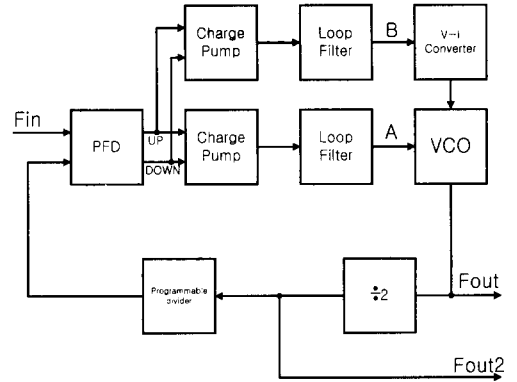 Charge
Pump
Loop
Filter
B
V-I
Converter
Fin
PFD
UP
DOWN
Charge
Pump
Loop
Filter
A
VCO
Programmable
divider
÷2
Fout
Fout2